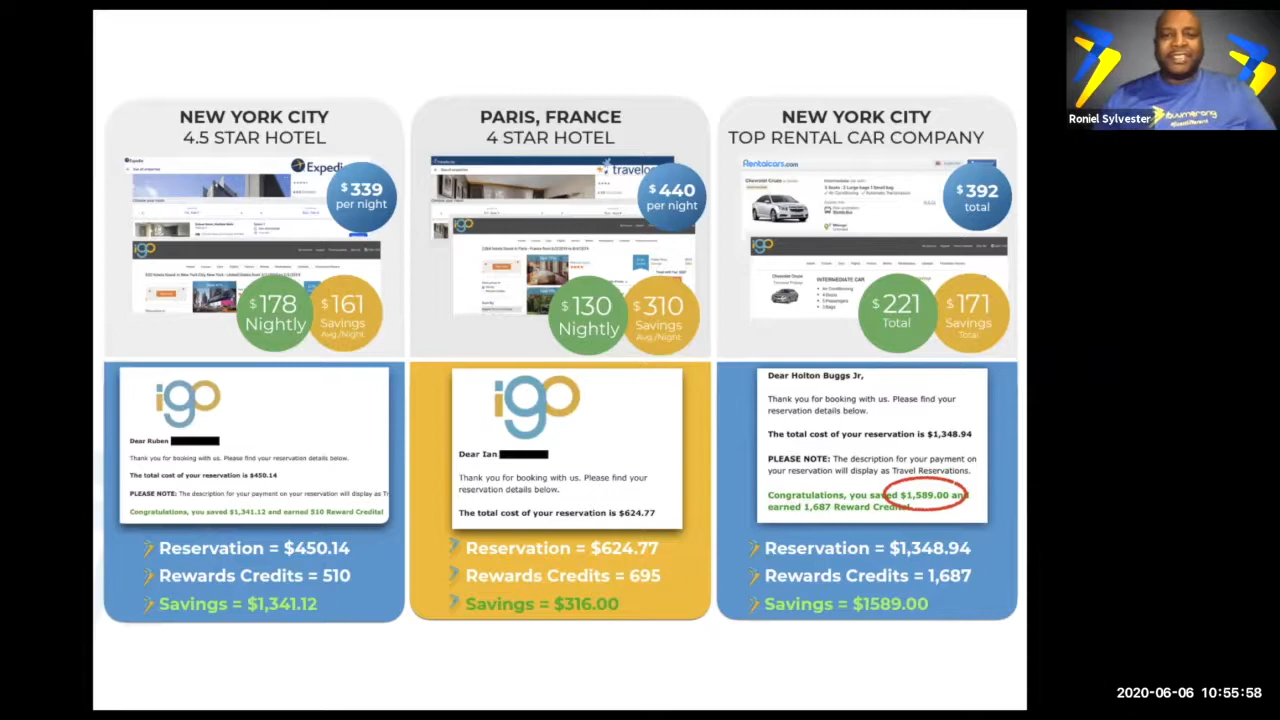 NEW YORK CITY
4.5 STAR HOTEL
Expedia
Expedi
$339
per night
igo
$178
Nightly
$161
Savings
Avg./Night
PARIS, FRANCE
4 STAR HOTEL
traveloc
$440
per night
igo
$130
Nightly
$310
Savings
Avg./Night
NEW YORK CITY
TOP RENTAL CAR COMPANY
Rentalcars.com
Chevrolet Cruze
$392
total
igo
INTERMEDIATE CAR
Air Conditioning
$221
Total
$171
Savings
Total
igo
Dear Ruben
Thank you for booking with us. Please find your reservation details below.
The total cost of your reservation is $450.14
PLEASE NOTE: The description for your payment on your reservation will display as Tr
Congratulations, you saved $1,341.12 and earned 510 Reward Credits!
Reservation = $450.14
Rewards Credits = 510
Savings = $1,341.12
igo
Dear Ian
Thank you for booking with us. Please find your
reservation details below.
The total cost of your reservation is $624.77
Reservation = $624.77
Rewards Credits = 695
Savings = $316.00
Dear Holton Buggs Jr,
Thank you for booking with us. Please find your
reservation details below.
The total cost of your reservation is $1,348.94
PLEASE NOTE: The description for your payment on
your reservation will display as Travel Reservations.
Congratulations, you saved $1,589.00 and
earned 1,687 Reward Credits!
Reservation = $1,348.94
Rewards Credits = 1,687
Savings = $1589.00
Roniel Sylvester
buumarang
2020-06-06 10:55:58